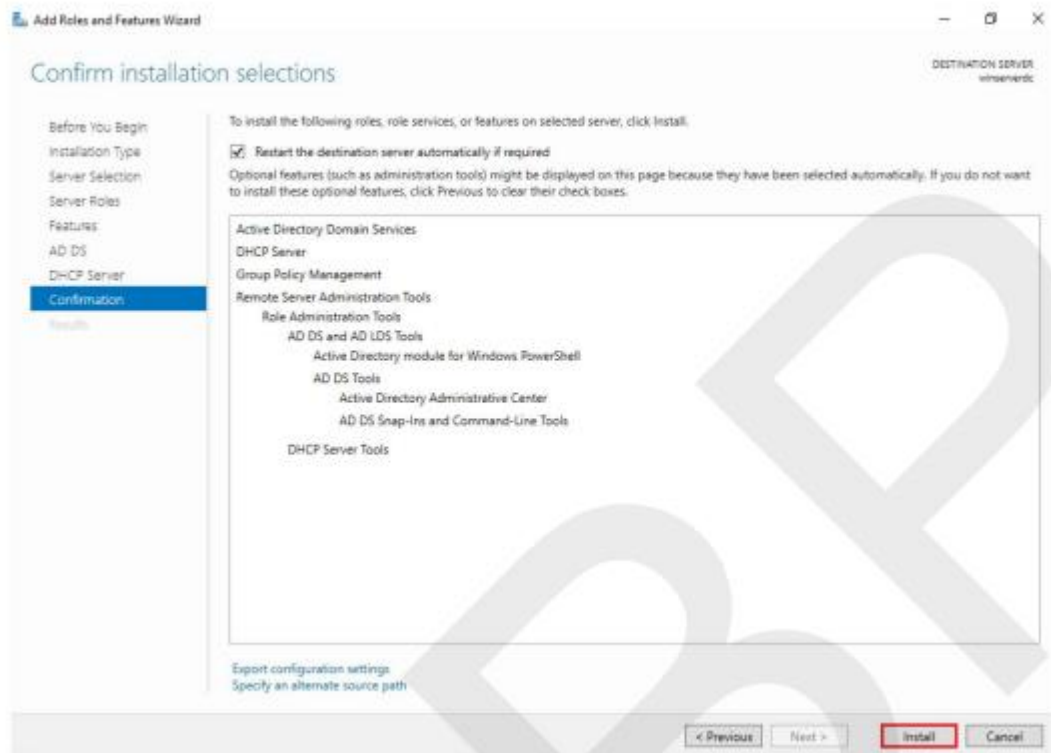 Add Roles and Features Wizard
Confirm installation selections
DESTINATION SERVER
winserverdc
Before You Begin
Installation Type
Server Selection
Server Roles
Features
AD DS
DHCP Server
Confirmation
Results
To install the following roles, role services, or features on selected server, click Install.
Restart the destination server automatically if required
Optional features (such as administration tools) might be displayed on this page because they have been selected automatically. If you do not want
to install these optional features, click Previous to clear their check boxes.
Active Directory Domain Services
DHCP Server
Group Policy Management
Remote Server Administration Tools
Role Administration Tools
AD DS and AD LDS Tools
Active Directory module for Windows PowerShell
AD DS Tools
Active Directory Administrative Center
AD DS Snap-Ins and Command-Line Tools
DHCP Server Tools
Export configuration settings
Specify an alternate source path
< Previous
Next >
Install
Cancel